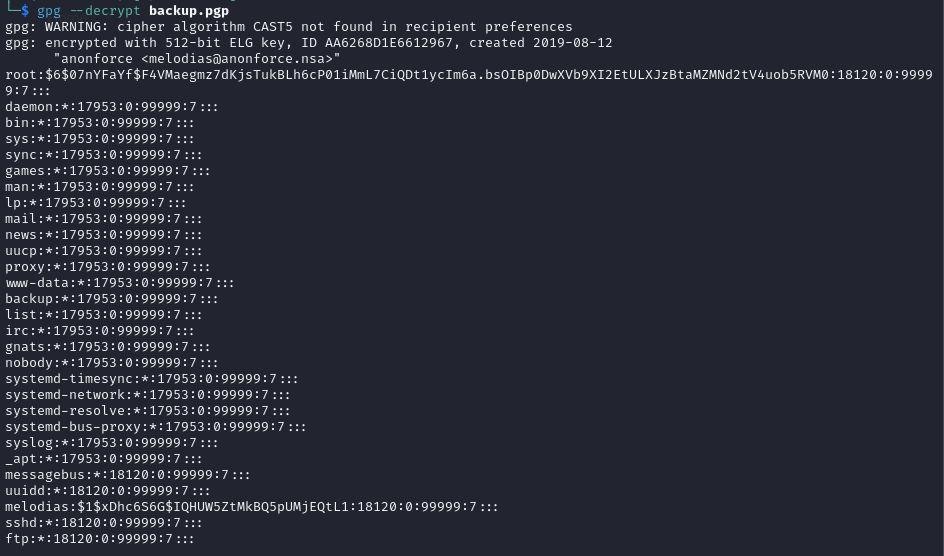 └─$ gpg --decrypt backup.pgp
gpg: WARNING: cipher algorithm CAST5 not found in recipient preferences
gpg: encrypted with 512-bit ELG key, ID AA6268D1E6612967, created 2019-08-12
"anonforce <melodias@anonforce.nsa>"
root:$6$07nYFaYf$F4VMaegmz7dKjsTukBLh6cP01iMmL7CiQDt1ycIm6a.bsOIBp0DwXVb9XI2EtULXJzBtaMZMNd2tV4uob5RVM0:18120:0:9999
9:7:::
daemon:*:17953:0:99999:7:::
bin:*:17953:0:99999:7:::
sys:*:17953:0:99999:7:::
sync:*:17953:0:99999:7:::
games:*:17953:0:99999:7:::
man:*:17953:0:99999:7:::
lp:*:17953:0:99999:7:::
mail:*:17953:0:99999:7:::
news:*:17953:0:99999:7:::
uucp:*:17953:0:99999:7:::
proxy:*:17953:0:99999:7:::
www-data:*:17953:0:99999:7:::
backup:*:17953:0:99999:7:::
list:*:17953:0:99999:7:::
irc:*:17953:0:99999:7:::
gnats:*:17953:0:99999:7:::
nobody:*:17953:0:99999:7:::
systemd-timesync:*:17953:0:99999:7:::
systemd-network:*:17953:0:99999:7:::
systemd-resolve:*:17953:0:99999:7:::
systemd-bus-proxy:*:17953:0:99999:7:::
syslog:*:17953:0:99999:7:::
_apt:*:17953:0:99999:7:::
messagebus:*:18120:0:99999:7:::
uuidd:*:18120:0:99999:7:::
melodias:$1$xDhc6S6G$IQHUW5ZtMkBQ5pUMjEQtL1:18120:0:99999:7:::
sshd:*:18120:0:99999:7:::
ftp:*:18120:0:99999:7:::